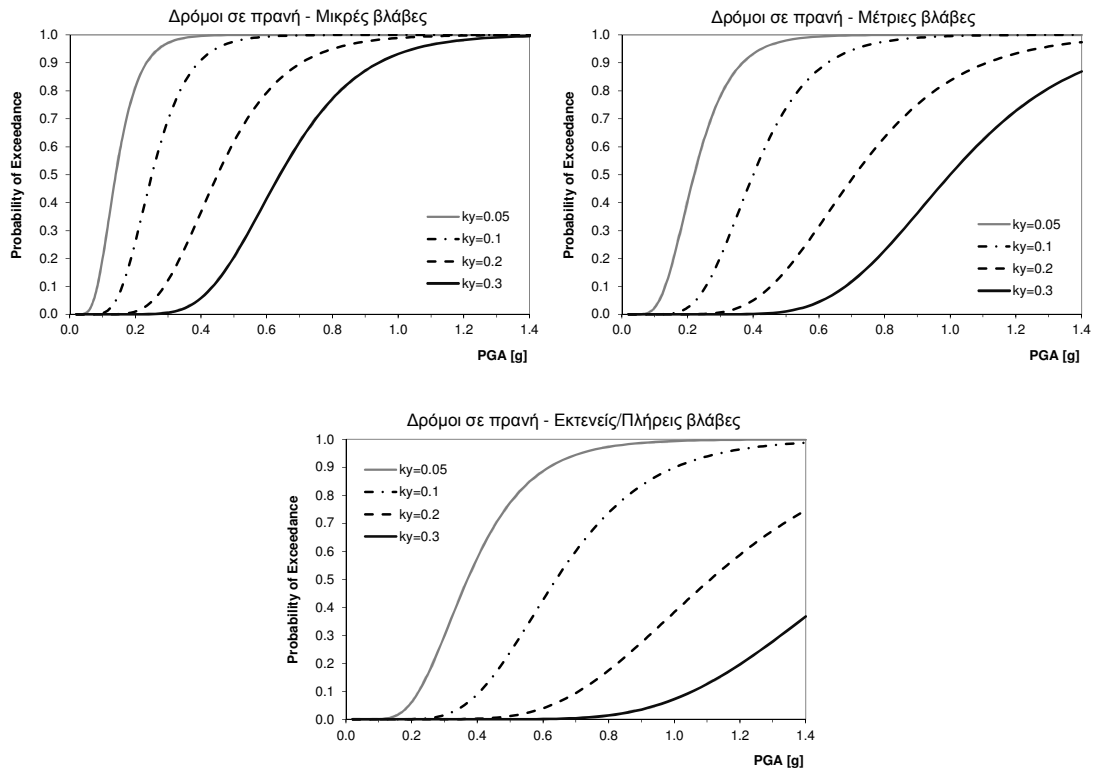 Δρόμοι σε πρανή - Μικρές βλάβες
Probability of Exceedance
1.0
0.9
0.8
0.7
0.6
0.5
0.4
0.3
0.2
0.1
0.0
ky=0.05
ky=0.1
ky=0.2
ky=0.3
0.0 0.2 0.4 0.6 0.8 1.0 1.2 1.4
PGA [g]
Δρόμοι σε πρανή - Μέτριες βλάβες
Probability of Exceedance
1.0
0.9
0.8
0.7
0.6
0.5
0.4
0.3
0.2
0.1
0.0
ky=0.05
ky=0.1
ky=0.2
ky=0.3
0.0 0.2 0.4 0.6 0.8 1.0 1.2 1.4
PGA [g]
Δρόμοι σε πρανή - Εκτενείς/Πλήρεις βλάβες
Probability of Exceedance
1.0
0.9
0.8
0.7
0.6
0.5
0.4
0.3
0.2
0.1
0.0
ky=0.05
ky=0.1
ky=0.2
ky=0.3
0.0 0.2 0.4 0.6 0.8 1.0 1.2 1.4
PGA [g]